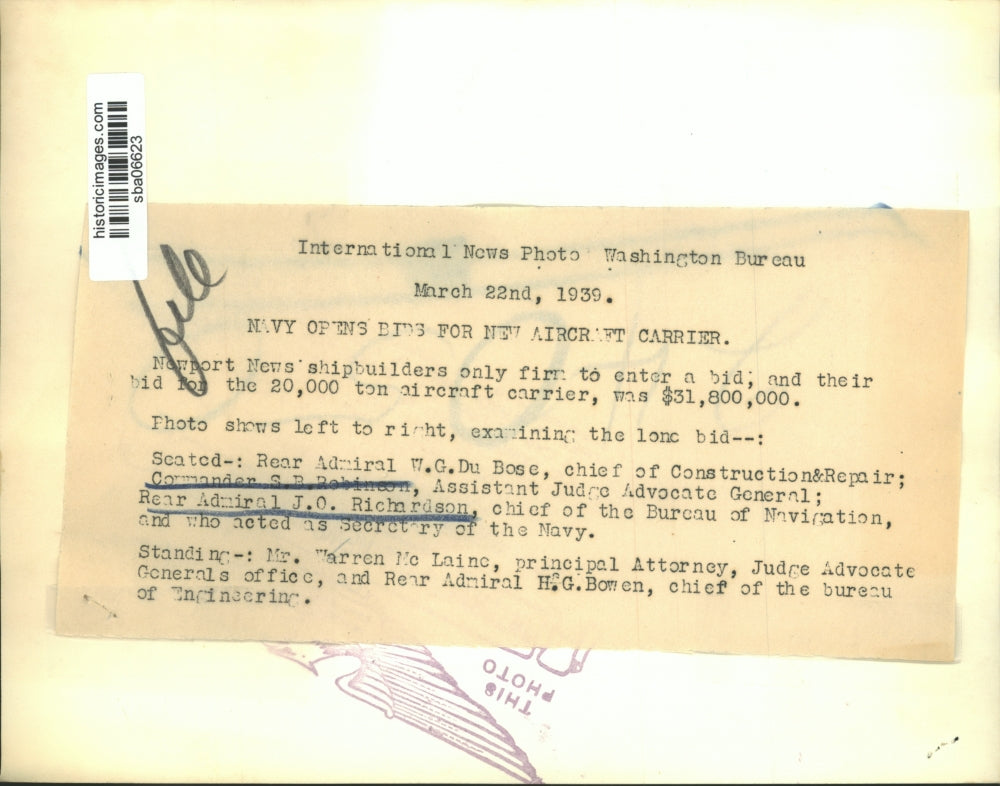 historicimages.com
sba06623
file
International News Photo Washington Bureau
March 22nd, 1939.
NAVY OPENS BIDS FOR NEW AIRCRAFT CARRIER.
Newport News shipbuilders only firm to enter a bid; and their
bid for the 20,000 ton aircraft carrier, was $31,800,000.
Photo shows left to right, examining the lone bid--:
Seated-: Rear Admiral W.G.Du Bose, chief of Construction&Repair;
Commander S.B.Robinson, Assistant Judge Advocate General;
Rear Admiral J.O. Richardson, chief of the Bureau of Navigation,
and who acted as Secretary of the Navy.
Standing-: Mr. Warren Mc Laine, principal Attorney, Judge Advocate
Generals office, and Rear Admiral H.G.Bowen, chief of the bureau
of Engineering.
THIS
PHOTO